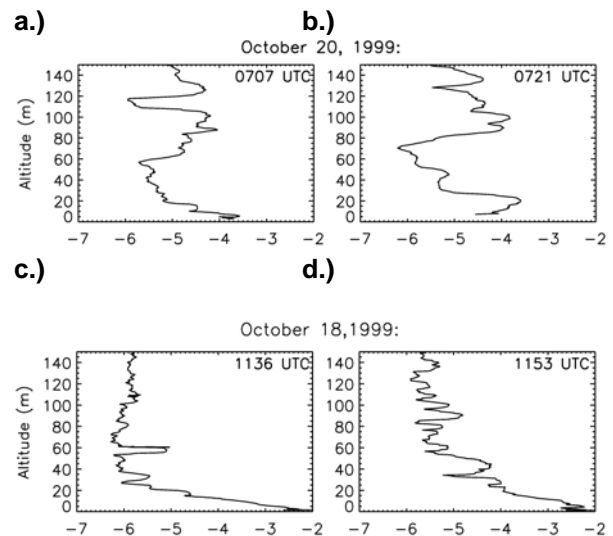 a.) b.)
October 20, 1999:
0707 UTC 0721 UTC
Altitude (m)
140
120
100
80
60
40
20
0
140
120
100
80
60
40
20
0
-7 -6 -5 -4 -3 -2
-7 -6 -5 -4 -3 -2
c.) d.)
October 18,1999:
1136 UTC 1153 UTC
Altitude (m)
140
120
100
80
60
40
20
0
140
120
100
80
60
40
20
0
-7 -6 -5 -4 -3 -2
-7 -6 -5 -4 -3 -2